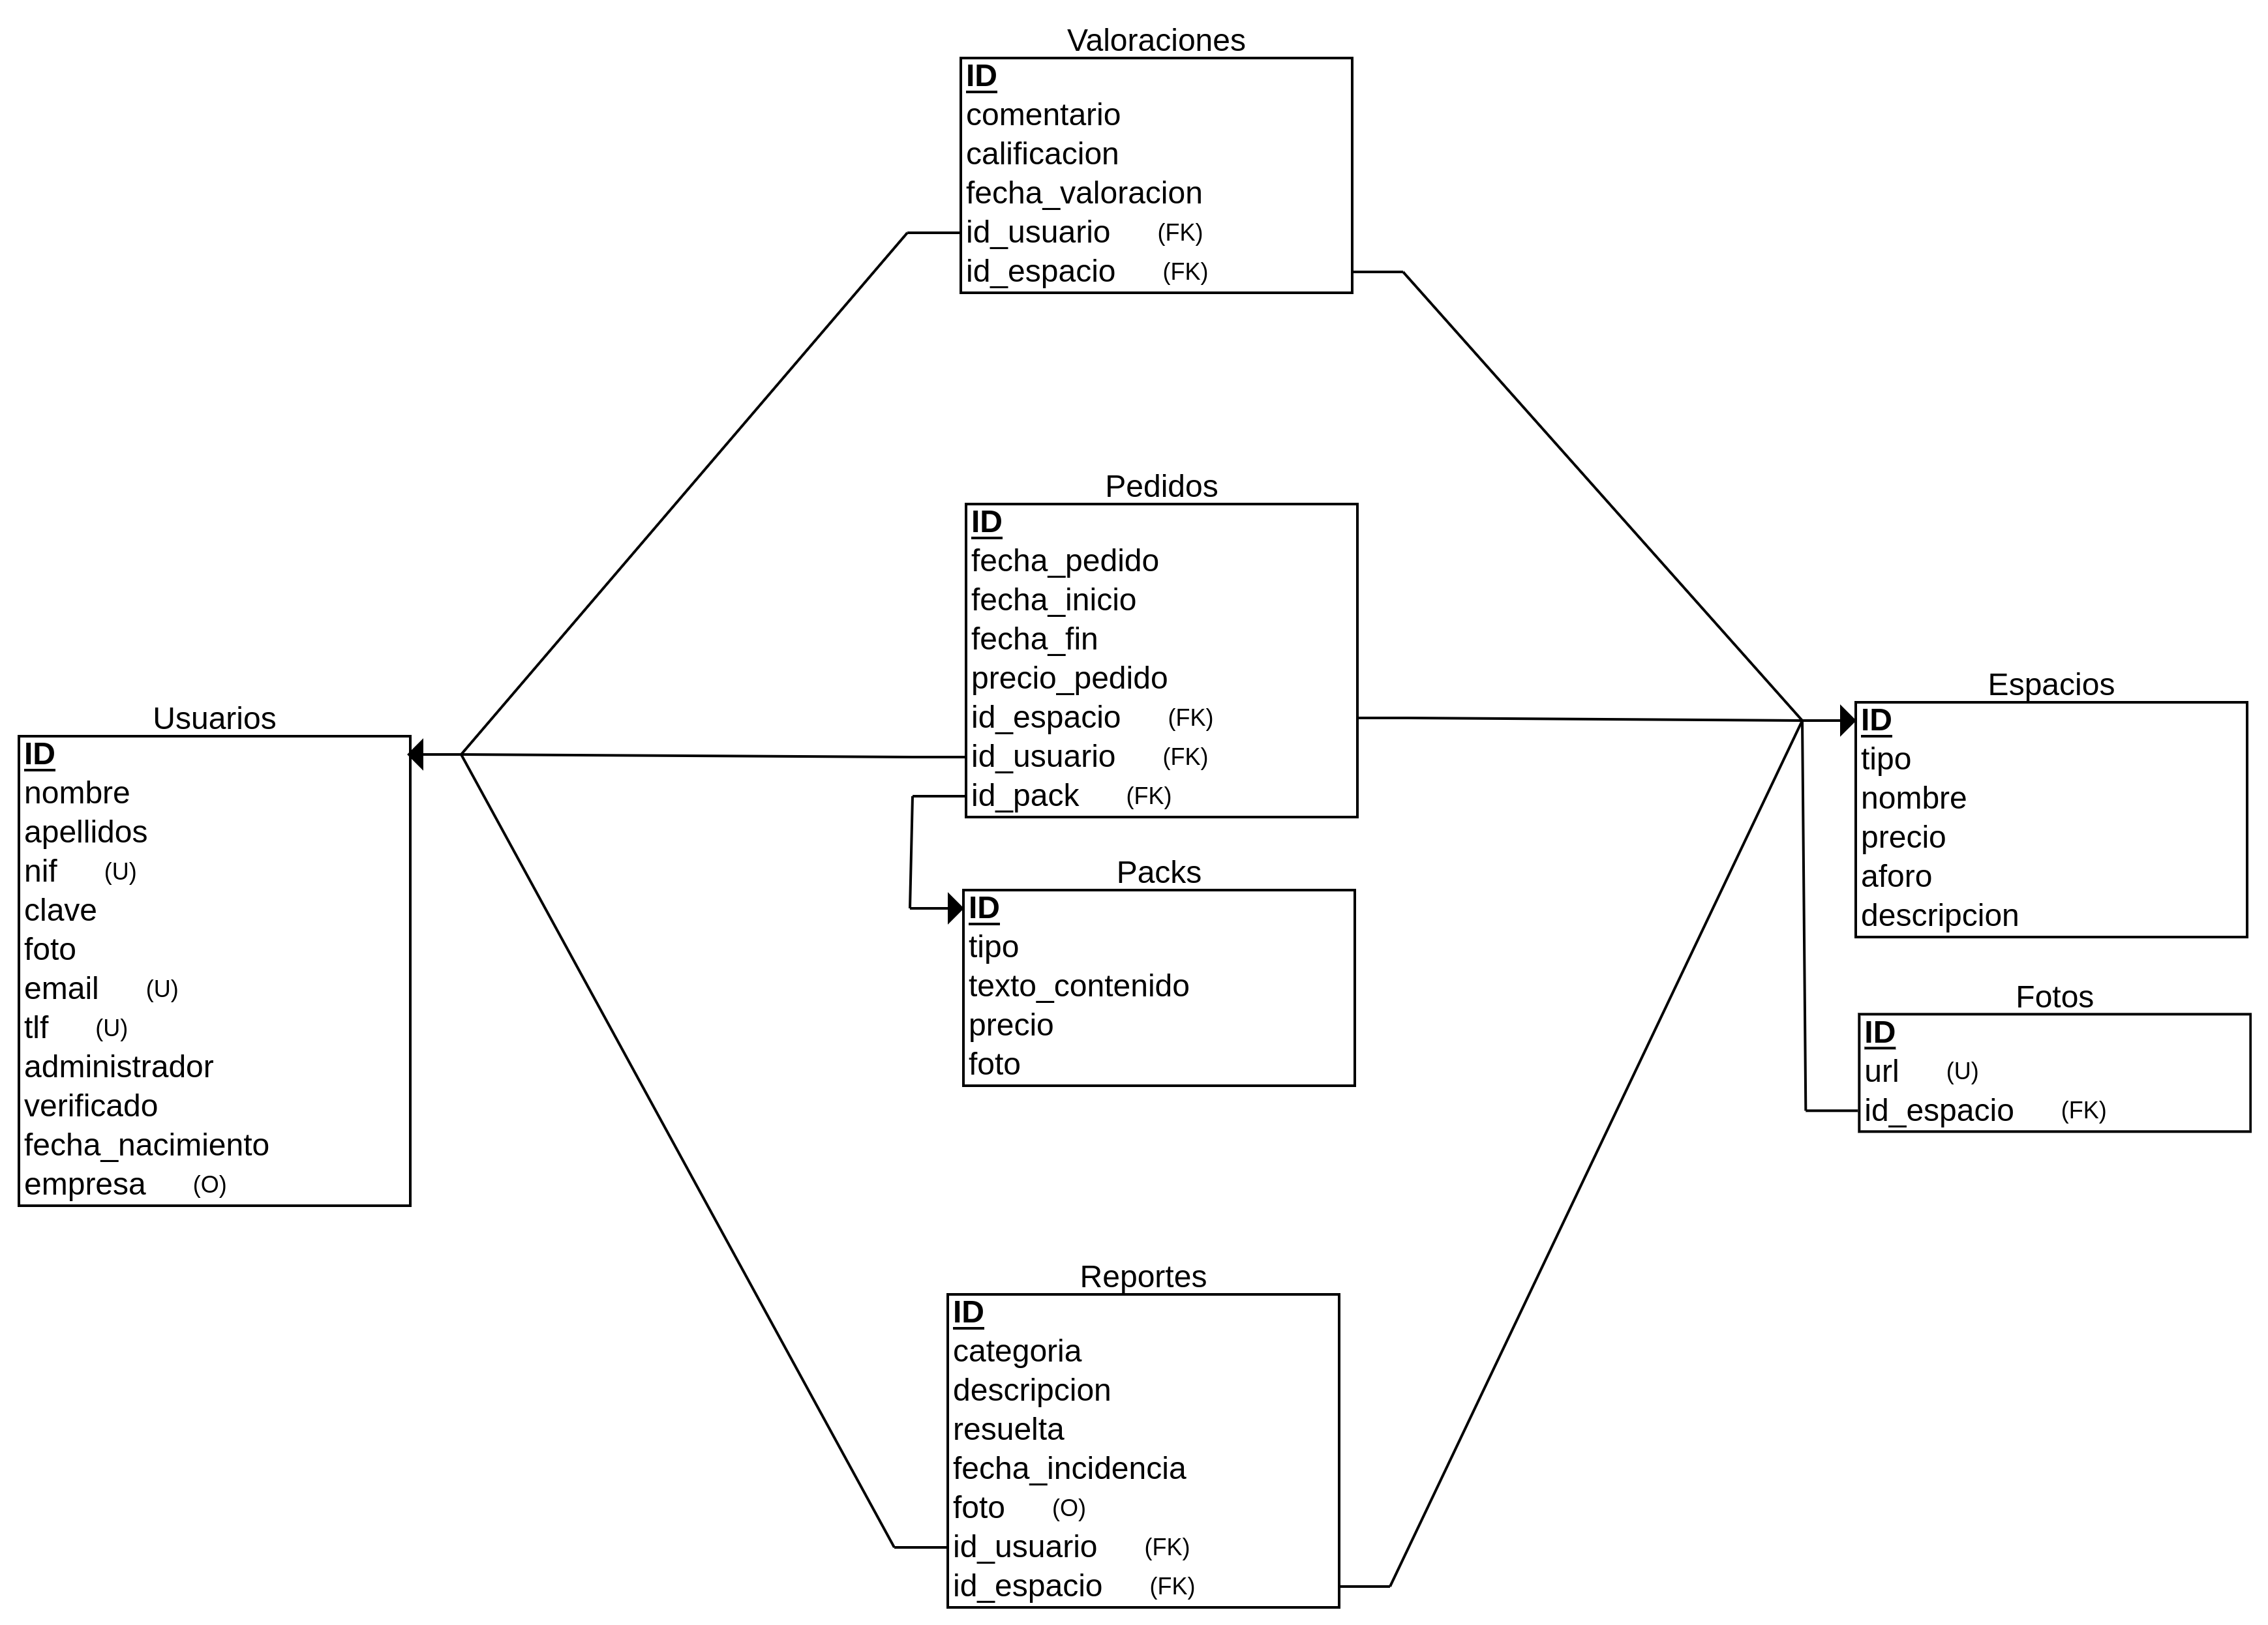 Valoraciones
ID
comentario
calificacion
fecha_valoracion
id_usuario (FK)
id_espacio (FK)
Pedidos
ID
fecha_pedido
fecha_inicio
fecha_fin
precio_pedido
id_espacio (FK)
id_usuario (FK)
id_pack (FK)
Usuarios
ID
nombre
apellidos
nif (U)
clave
foto
email (U)
tlf (U)
administrador
verificado
fecha_nacimiento
empresa (O)
Packs
ID
tipo
texto_contenido
precio
foto
Espacios
ID
tipo
nombre
precio
aforo
descripcion
Fotos
ID
url (U)
id_espacio (FK)
Reportes
ID
categoria
descripcion
resuelta
fecha_incidencia
foto (O)
id_usuario (FK)
id_espacio (FK)